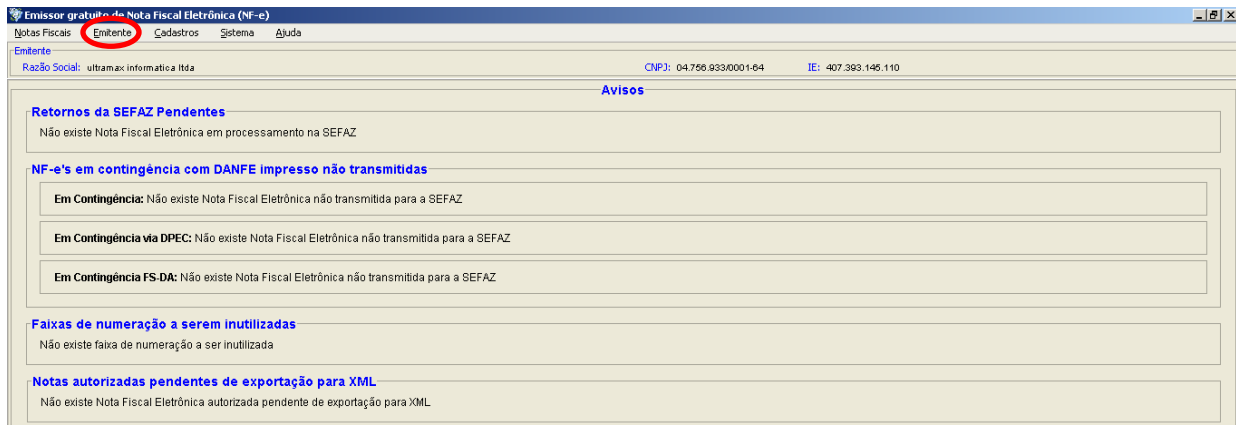 Emissor gratuito de Nota Fiscal Eletrônica (NF-e)
Notas Fiscais Emitente Cadastros Sistema Ajuda
Emitente
Razão Social: ultramax informatica ltda CNPJ: 04.756.933/0001-64 IE: 407.393.145.110
Avisos
Retornos da SEFAZ Pendentes
Não existe Nota Fiscal Eletrônica em processamento na SEFAZ
NF-e's em contingência com DANFE impresso não transmitidas
Em Contingência: Não existe Nota Fiscal Eletrônica não transmitida para a SEFAZ
Em Contingência via DPEC: Não existe Nota Fiscal Eletrônica não transmitida para a SEFAZ
Em Contingência FS-DA: Não existe Nota Fiscal Eletrônica não transmitida para a SEFAZ
Faixas de numeração a serem inutilizadas
Não existe faixa de numeração a ser inutilizada
Notas autorizadas pendentes de exportação para XML
Não existe Nota Fiscal Eletrônica autorizada pendente de exportação para XML